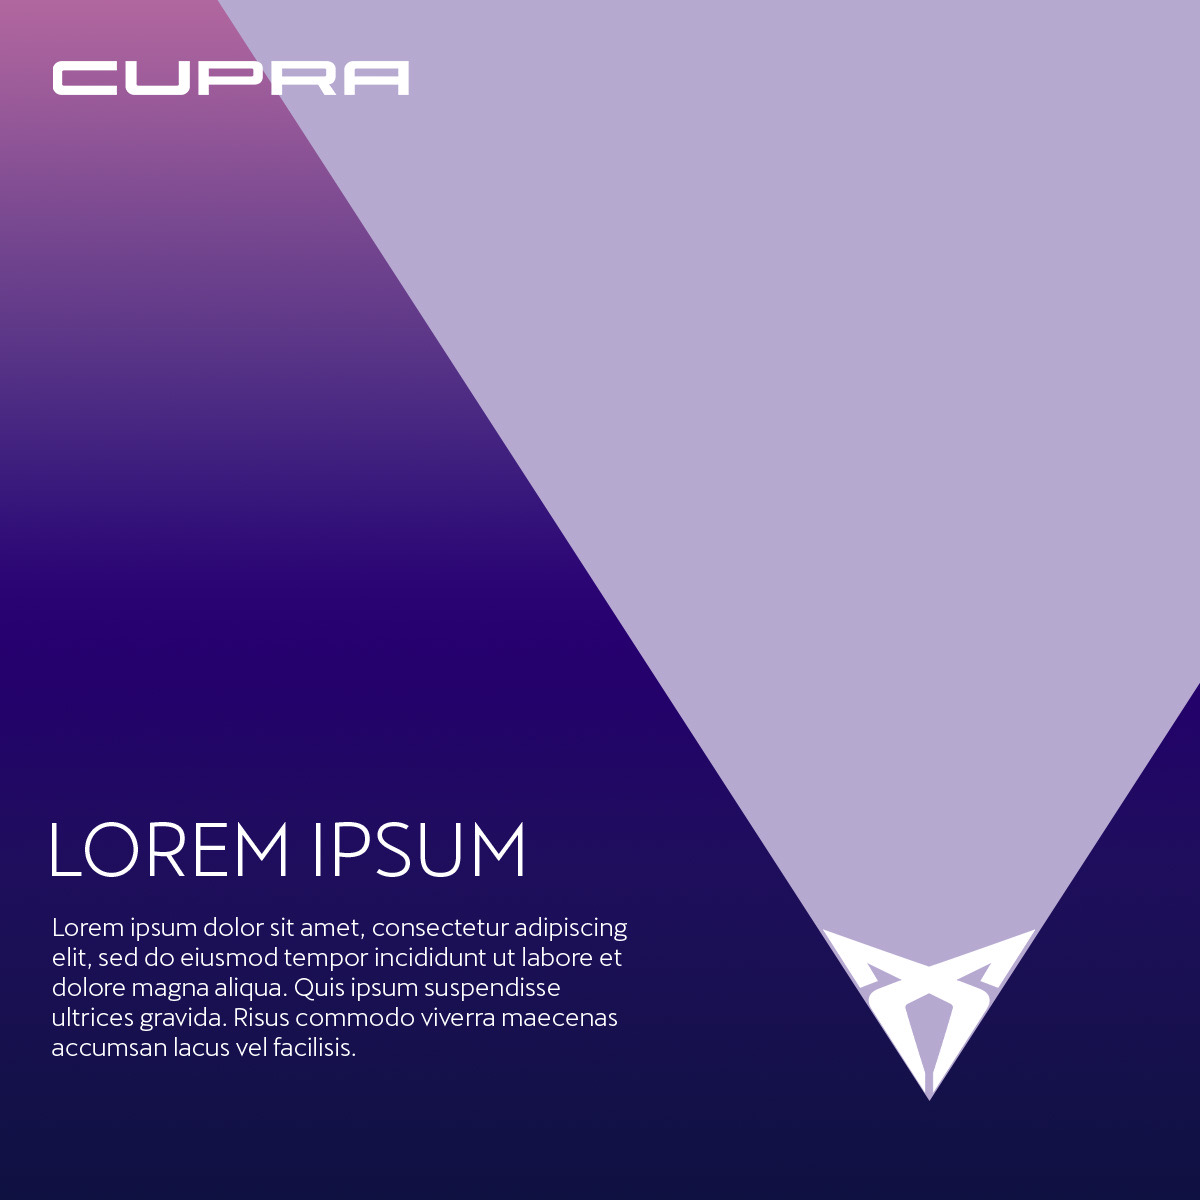 CUPRA
LOREM IPSUM
Lorem ipsum dolor sit amet, consectetur adipiscing
elit, sed do eiusmod tempor incididunt ut labore et
dolore magna aliqua. Quis ipsum suspendisse
ultrices gravida. Risus commodo viverra maecenas
accumsan lacus vel facilisis.